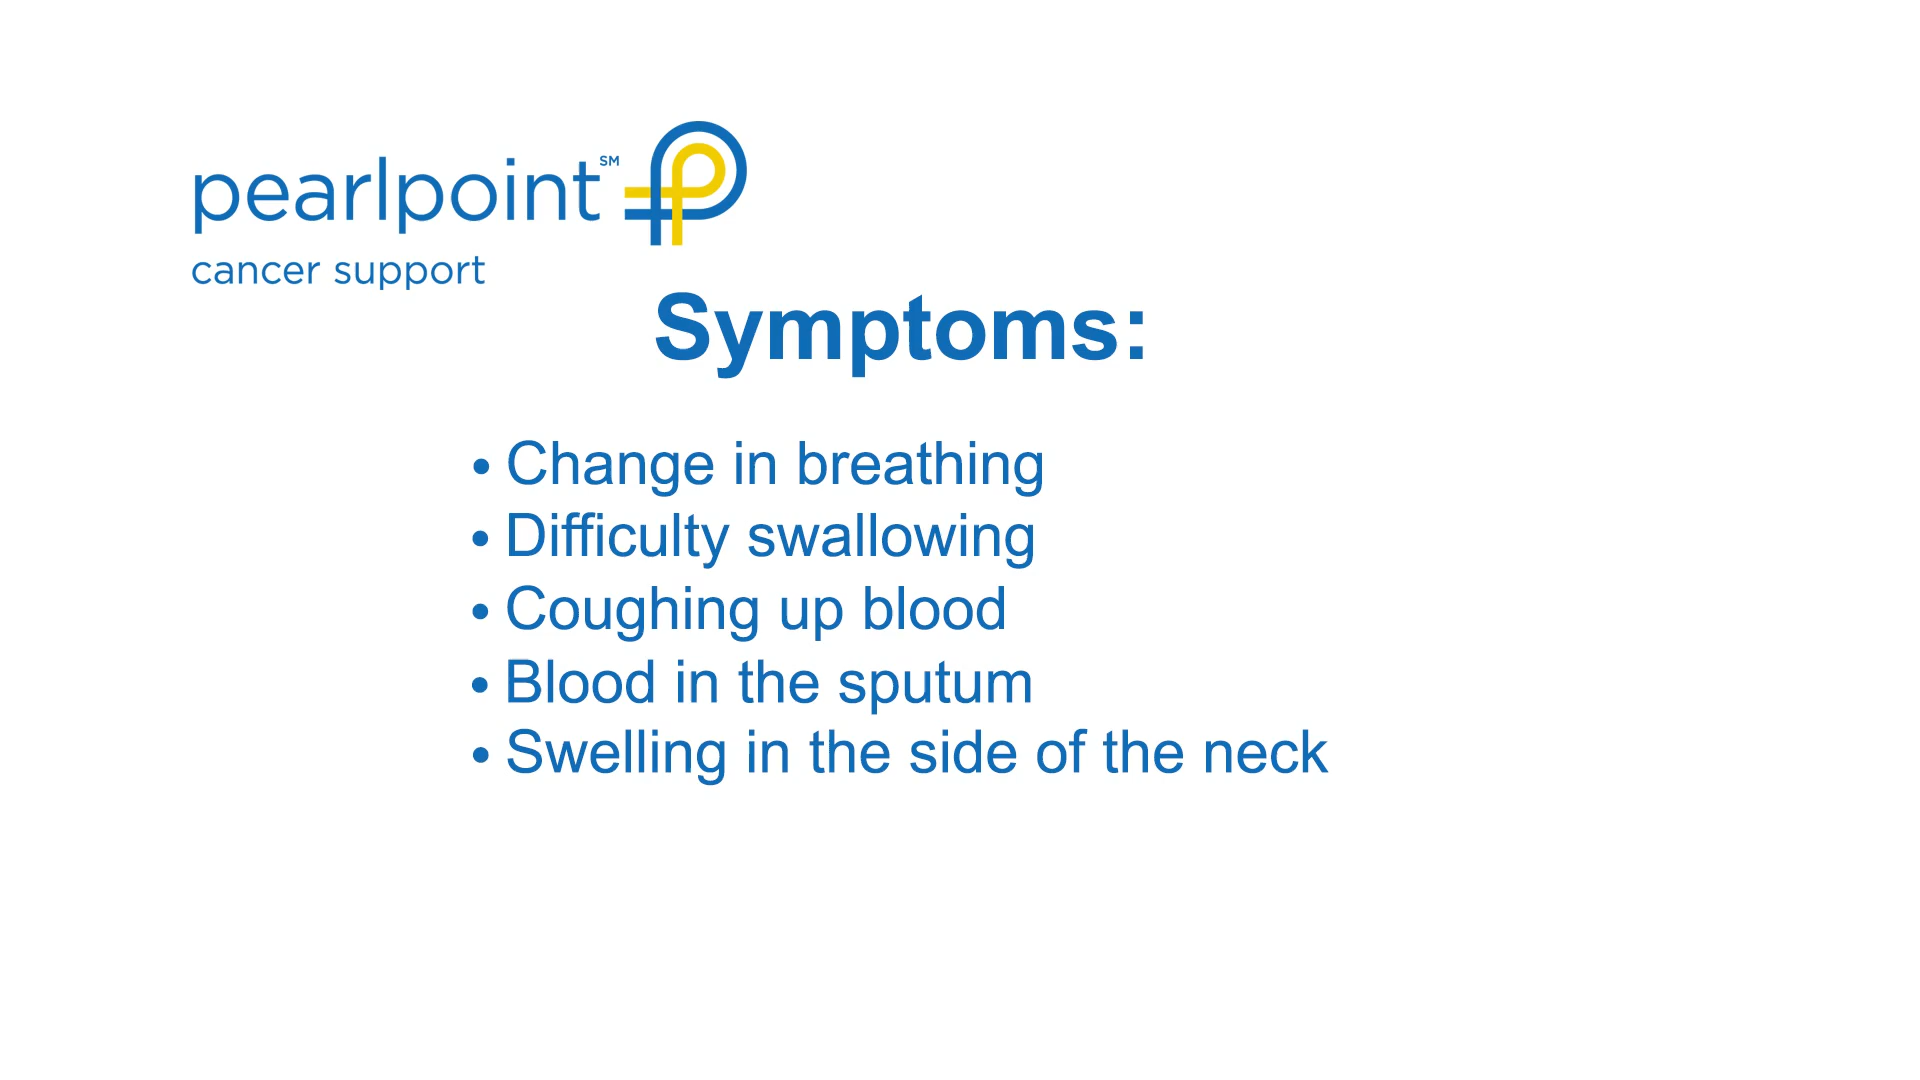 pearlpoint℠
cancer support
Symptoms:
• Change in breathing
• Difficulty swallowing
• Coughing up blood
• Blood in the sputum
• Swelling in the side of the neck